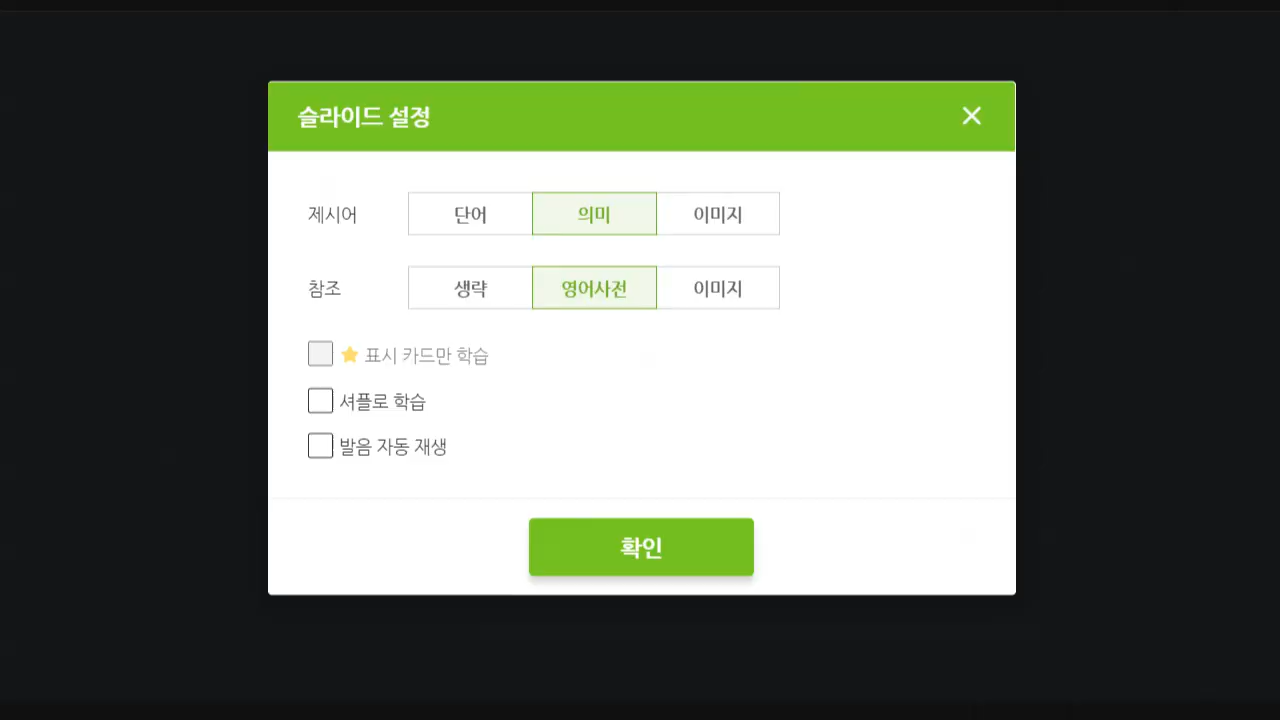 슬라이드 설정
제시어 단어 의미 이미지
참조 생략 영어사전 이미지
표시 카드만 학습
셔플로 학습
발음 자동 재생
확인